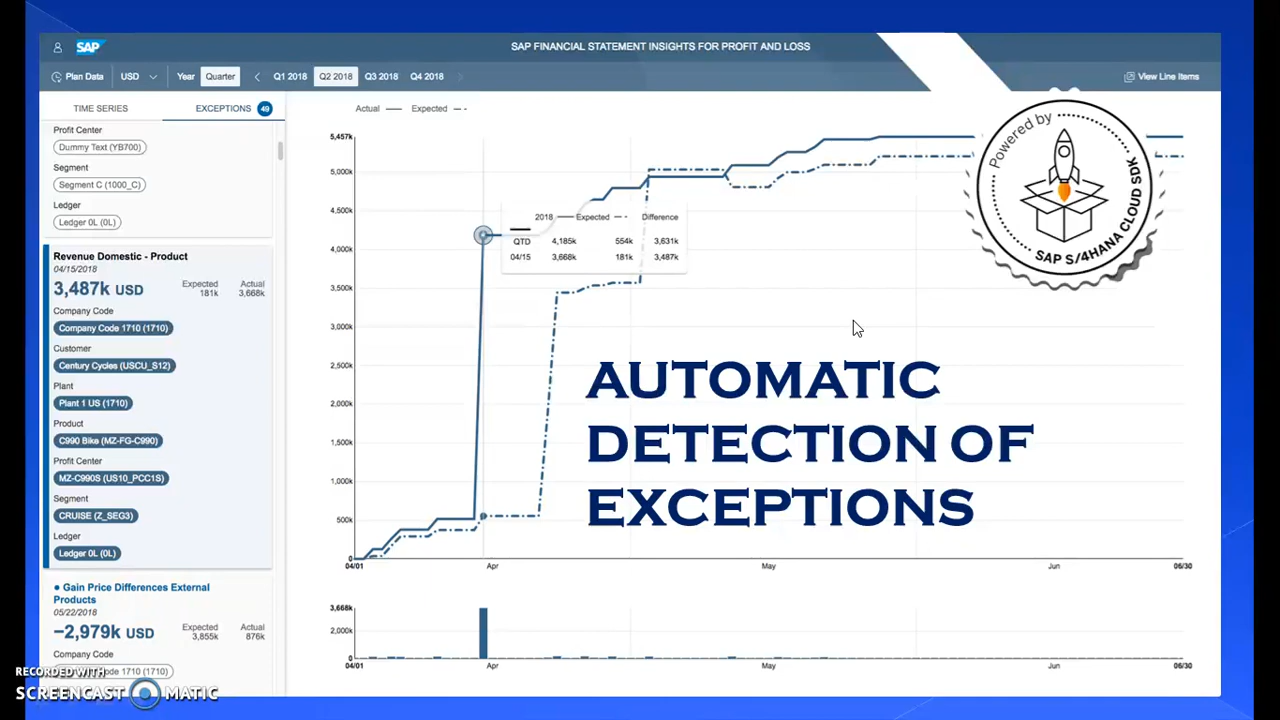 SAP
SAP FINANCIAL STATEMENT INSIGHTS FOR PROFIT AND LOSS
Plan Data USD Year Quarter Q1 2018 Q2 2018 Q3 2018 Q4 2018 View Line Items
TIME SERIES EXCEPTIONS 49
Profit Center
Dummy Text (YB700)
Segment
Segment C (1000_C)
Ledger
Ledger 0L (0L)
Revenue Domestic - Product
04/15/2018
3,487k USD
Expected Actual
181k 3,668k
Company Code
Company Code 1710 (1710)
Customer
Century Cycles (USCU_S12)
Plant
Plant 1 US (1710)
Product
C990 Bike (MZ-FG-C990)
Profit Center
MZ-C990S (US10_PCC1S)
Segment
CRUISE (Z_SEG3)
Ledger
Ledger 0L (0L)
Gain Price Differences External
Products
05/22/2018
−2,979k USD
Expected Actual
3,855k 876k
Company Code
Code 1710 (1710)
Actual Expected
5,457k
5,000k
4,500k
4,000k
3,500k
3,000k
2,500k
2,000k
1,500k
1,000k
500k
0
04/01 Apr May Jun 06/30
2018 Expected Difference
QTD 4,185k 554k 3,631k
04/15 3,668k 181k 3,487k
Powered by
SAP S/4HANA CLOUD SDK
AUTOMATIC
DETECTION OF
EXCEPTIONS
3,668k
2,000k
0
04/01 Apr May Jun 06/30
RECORDED WITH
SCREENCAST MATIC